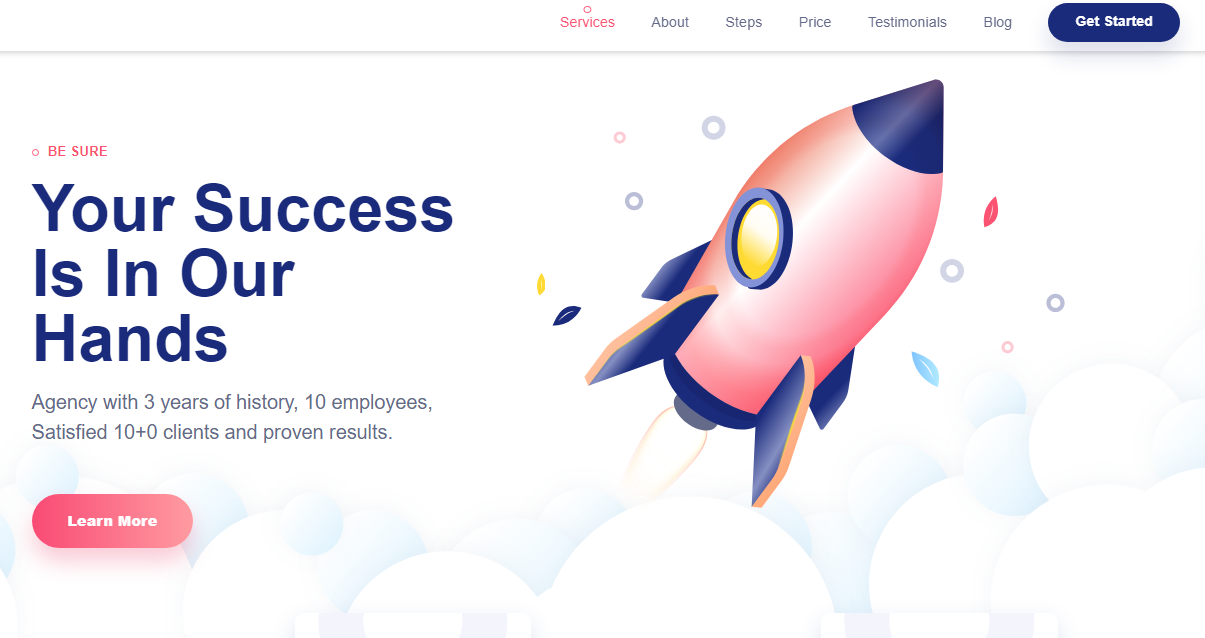 Services About Steps Price Testimonials Blog Get Started
BE SURE
Your Success
Is In Our
Hands
Agency with 3 years of history, 10 employees,
Satisfied 10+0 clients and proven results.
Learn More